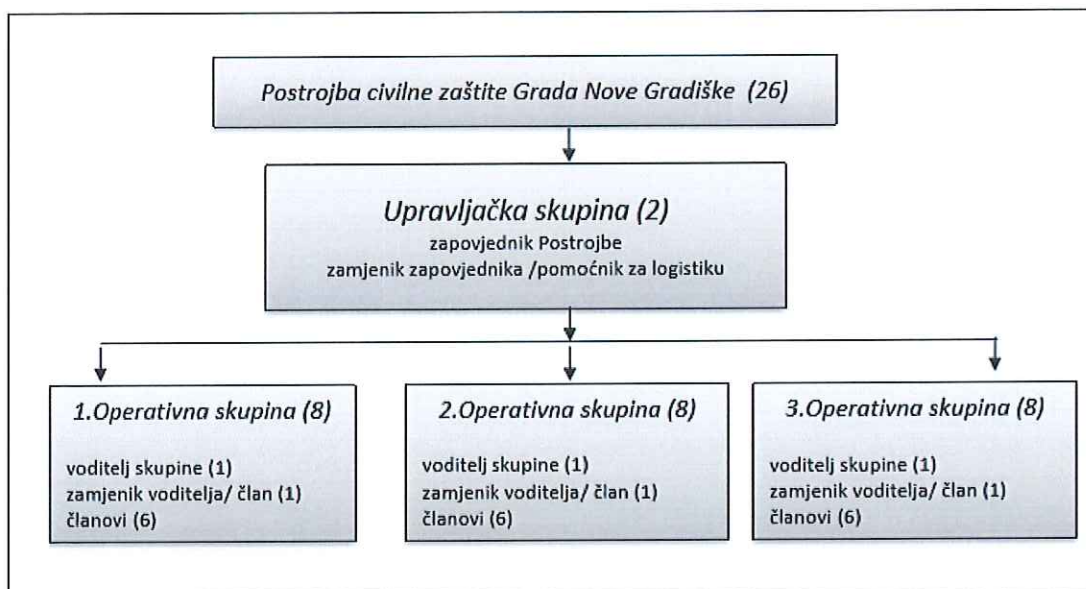 Postrojba civilne zaštite Grada Nove Gradiške (26)
Upravljačka skupina (2)
zapovjednik Postrojbe
zamjenik zapovjednika /pomoćnik za logistiku
1.Operativna skupina (8)
voditelj skupine (1)
zamjenik voditelja/ član (1)
članovi (6)
2.Operativna skupina (8)
voditelj skupine (1)
zamjenik voditelja/ član (1)
članovi (6)
3.Operativna skupina (8)
voditelj skupine (1)
zamjenik voditelja/ član (1)
članovi (6)